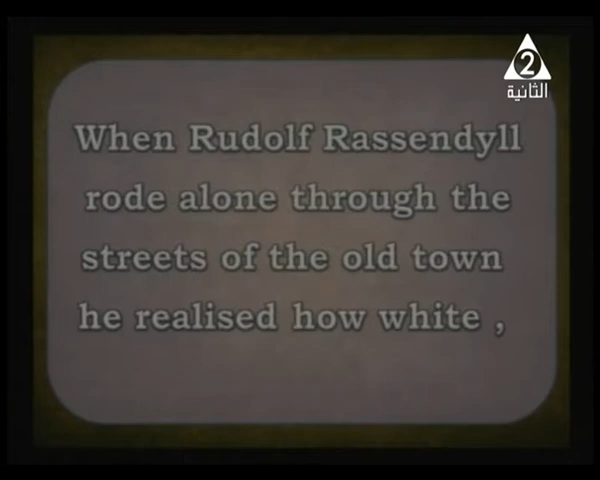 2
الثانية
When Rudolf Rassendyll
rode alone through the
streets of the old town
he realised how white ,